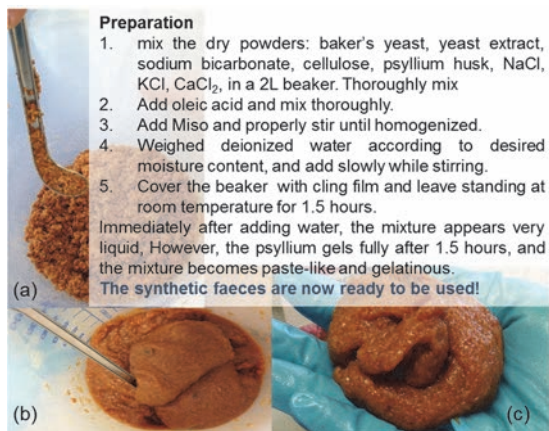 Preparation
1. mix the dry powders: baker's yeast, yeast extract,
sodium bicarbonate, cellulose, psyllium husk, NaCl,
KCl, CaCl₂, in a 2L beaker. Thoroughly mix
2. Add oleic acid and mix thoroughly.
3. Add Miso and properly stir until homogenized.
4. Weighed deionized water according to desired
moisture content, and add slowly while stirring.
5. Cover the beaker with cling film and leave standing at
room temperature for 1.5 hours.
Immediately after adding water, the mixture appears very
liquid, However, the psyllium gels fully after 1.5 hours, and
the mixture becomes paste-like and gelatinous.
The synthetic faeces are now ready to be used!
(a)
(b)
(c)